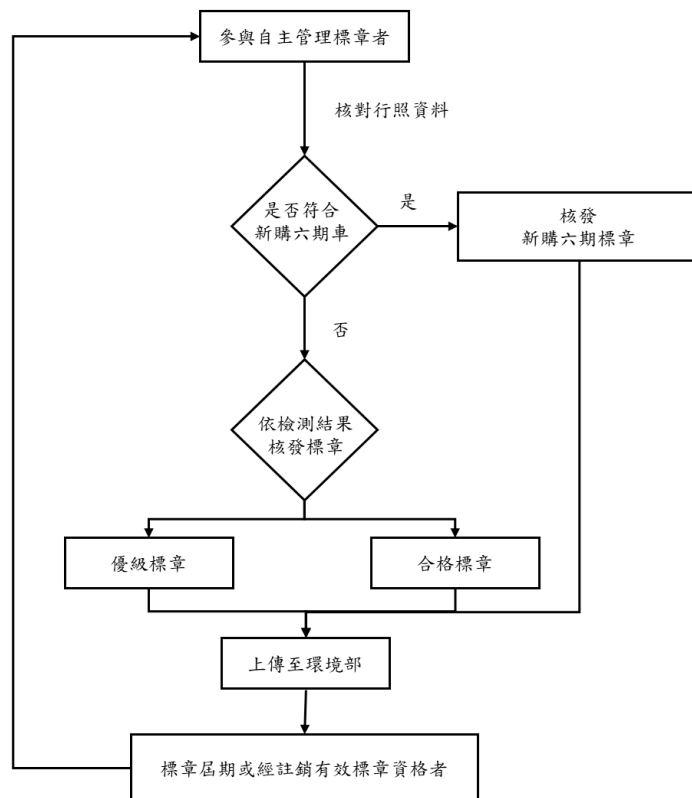 參與自主管理標章者
核對行照資料
是否符合
新購六期車
是
核發
新購六期標章
否
依檢測結果
核發標章
優級標章
合格標章
上傳至環境部
標章屆期或經註銷有效標章資格者